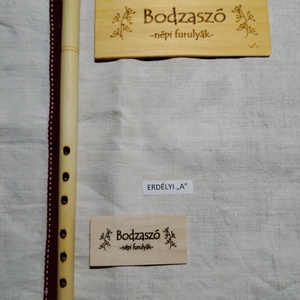 Bodzaszó
-népi furulyák-
ERDÉLYI „A”
Bodzaszó
-népi furulyák-